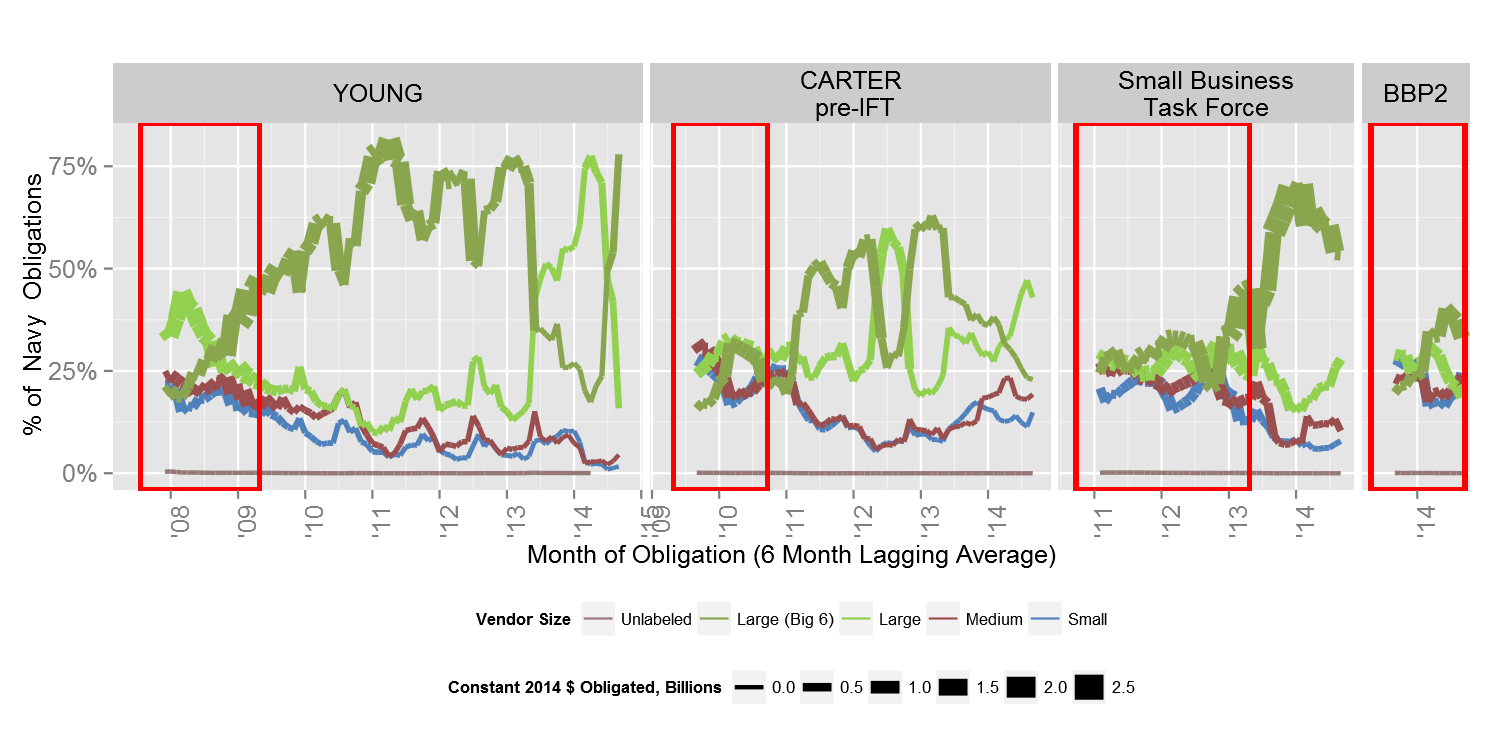 YOUNG
CARTER
pre-IFT
Small Business
Task Force
BBP2
% of Navy Obligations
75%
50%
25%
0%
'08
'09
'10
'11
'12
'13
'14
'15
'09
'10
'11
'12
'13
'14
'11
'12
'13
'14
'14
Month of Obligation (6 Month Lagging Average)
Vendor Size Unlabeled Large (Big 6) Large Medium Small
Constant 2014 $ Obligated, Billions 0.0 0.5 1.0 1.5 2.0 2.5